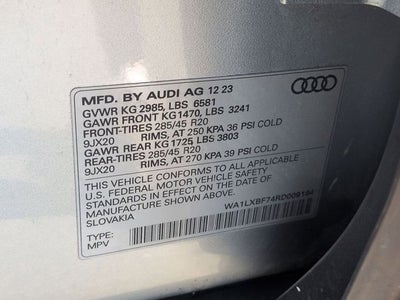 MFD. BY AUDI AG 12 23
GVWR KG 2985, LBS 6581
GAWR FRONT KG1470, LBS 3241
FRONT-TIRES 285/45 R20
9JX20 RIMS, AT 250 KPA 36 PSI COLD
GAWR REAR KG 1725 LBS 3803
REAR-TIRES 285/45 R20
9JX20 RIMS, AT 270 KPA 39 PSI COLD
THIS VEHICLE CONFORMS TO ALL APPLICABLE
U.S. FEDERAL MOTOR VEHICLE SAFETY
STANDARDS IN EFFECT ON THE DATE OF
MANUFACTURE SHOWN ABOVE.
SLOVAKIA
WA1LXBF74RD009184
TYPE:
MPV